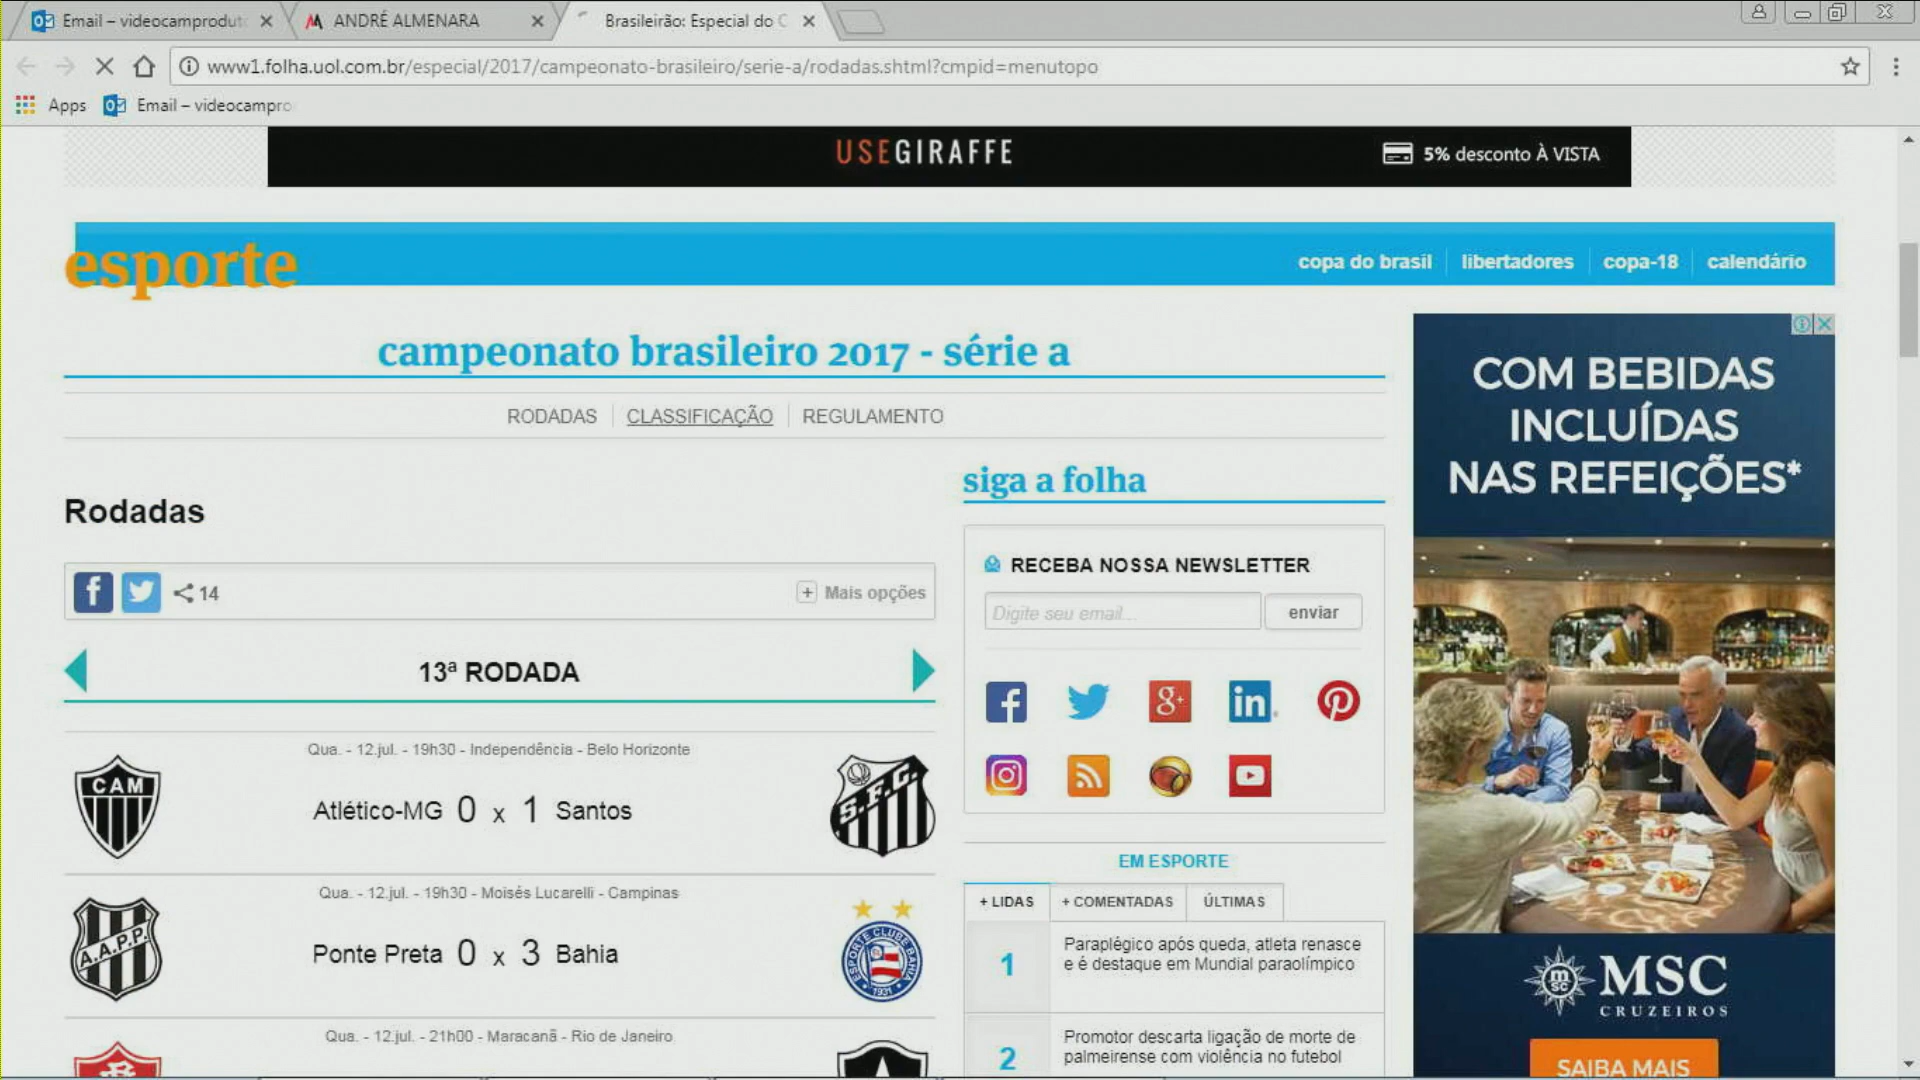 Email – videocamprodut
ANDRÉ ALMENARA
Brasileirão: Especial do C
www1.folha.uol.com.br/especial/2017/campeonato-brasileiro/serie-a/rodadas.shtml?cmpid=menutopo
Apps
Email – videocampro
USEGIRAFFE
5% desconto À VISTA
esporte
copa do brasil
libertadores
copa-18
calendário
campeonato brasileiro 2017 - série a
RODADAS
CLASSIFICAÇÃO
REGULAMENTO
Rodadas
14
Mais opções
13ª RODADA
Qua. - 12.jul. - 19h30 - Independência - Belo Horizonte
CAM
Atlético-MG 0 x 1 Santos
S.F.C.
Qua. - 12.jul. - 19h30 - Moisés Lucarelli - Campinas
A.A.P.P.
Ponte Preta 0 x 3 Bahia
ESPORTE CLUBE BAHIA
1931
Qua. - 12.jul. - 21h00 - Maracanã - Rio de Janeiro
siga a folha
RECEBA NOSSA NEWSLETTER
Digite seu email...
enviar
EM ESPORTE
+ LIDAS
+ COMENTADAS
ÚLTIMAS
1
Paraplégico após queda, atleta renasce
e é destaque em Mundial paraolímpico
2
Promotor descarta ligação de morte de
palmeirense com violência no futebol
COM BEBIDAS
INCLUÍDAS
NAS REFEIÇÕES*
MSC
CRUZEIROS
SAIBA MAIS